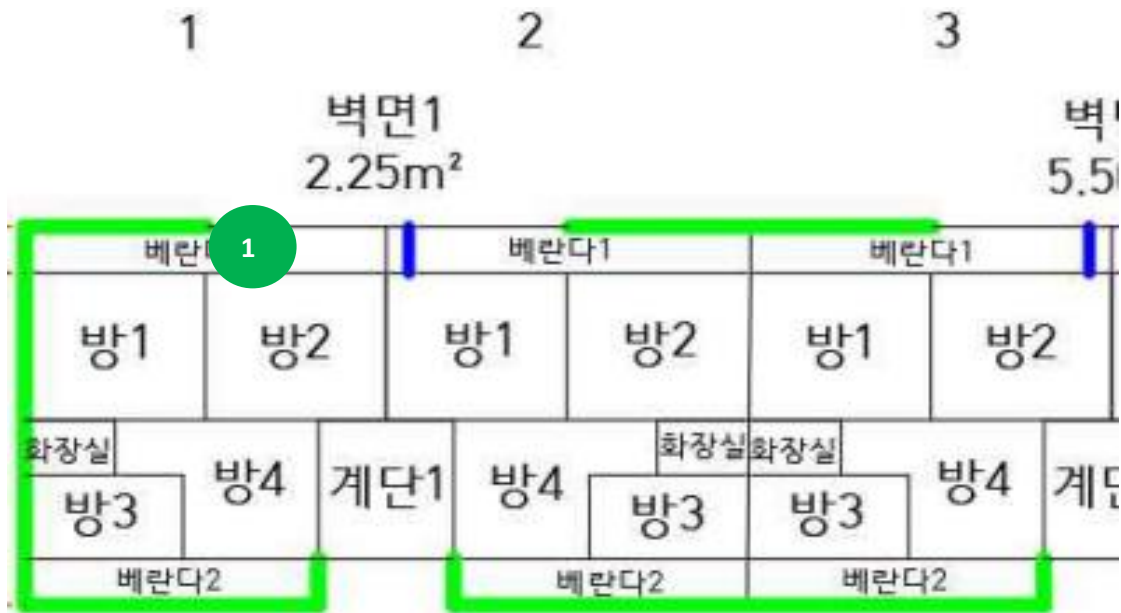 1 2 3
벽면1
2.25m²
베란 1 베란다1 베란다1
방1 방2 방1 방2 방1 방2
화장실 화장실 화장실
방3 방4 계단1 방4 방3 방3 방4
베란다2 베란다2 베란다2